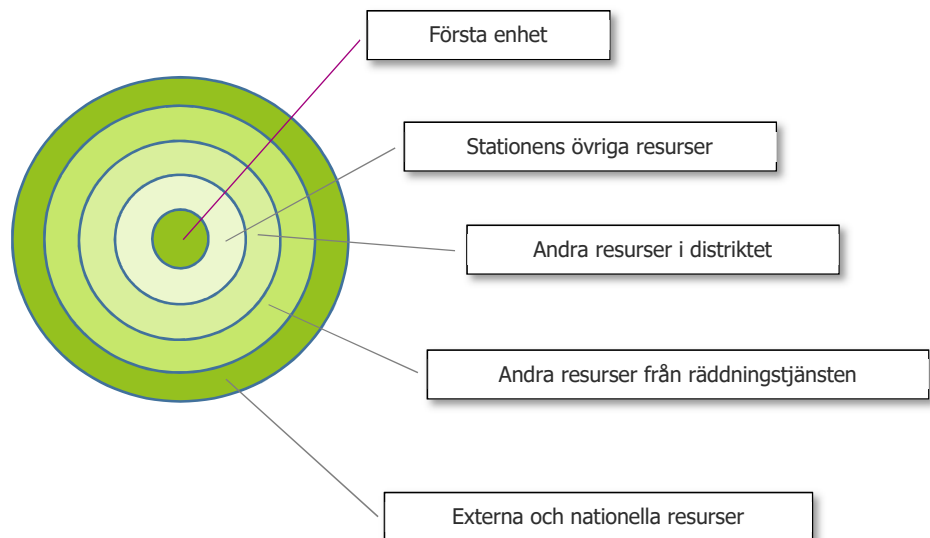 Första enhet
Stationens övriga resurser
Andra resurser i distriktet
Andra resurser från räddningstjänsten
Externa och nationella resurser